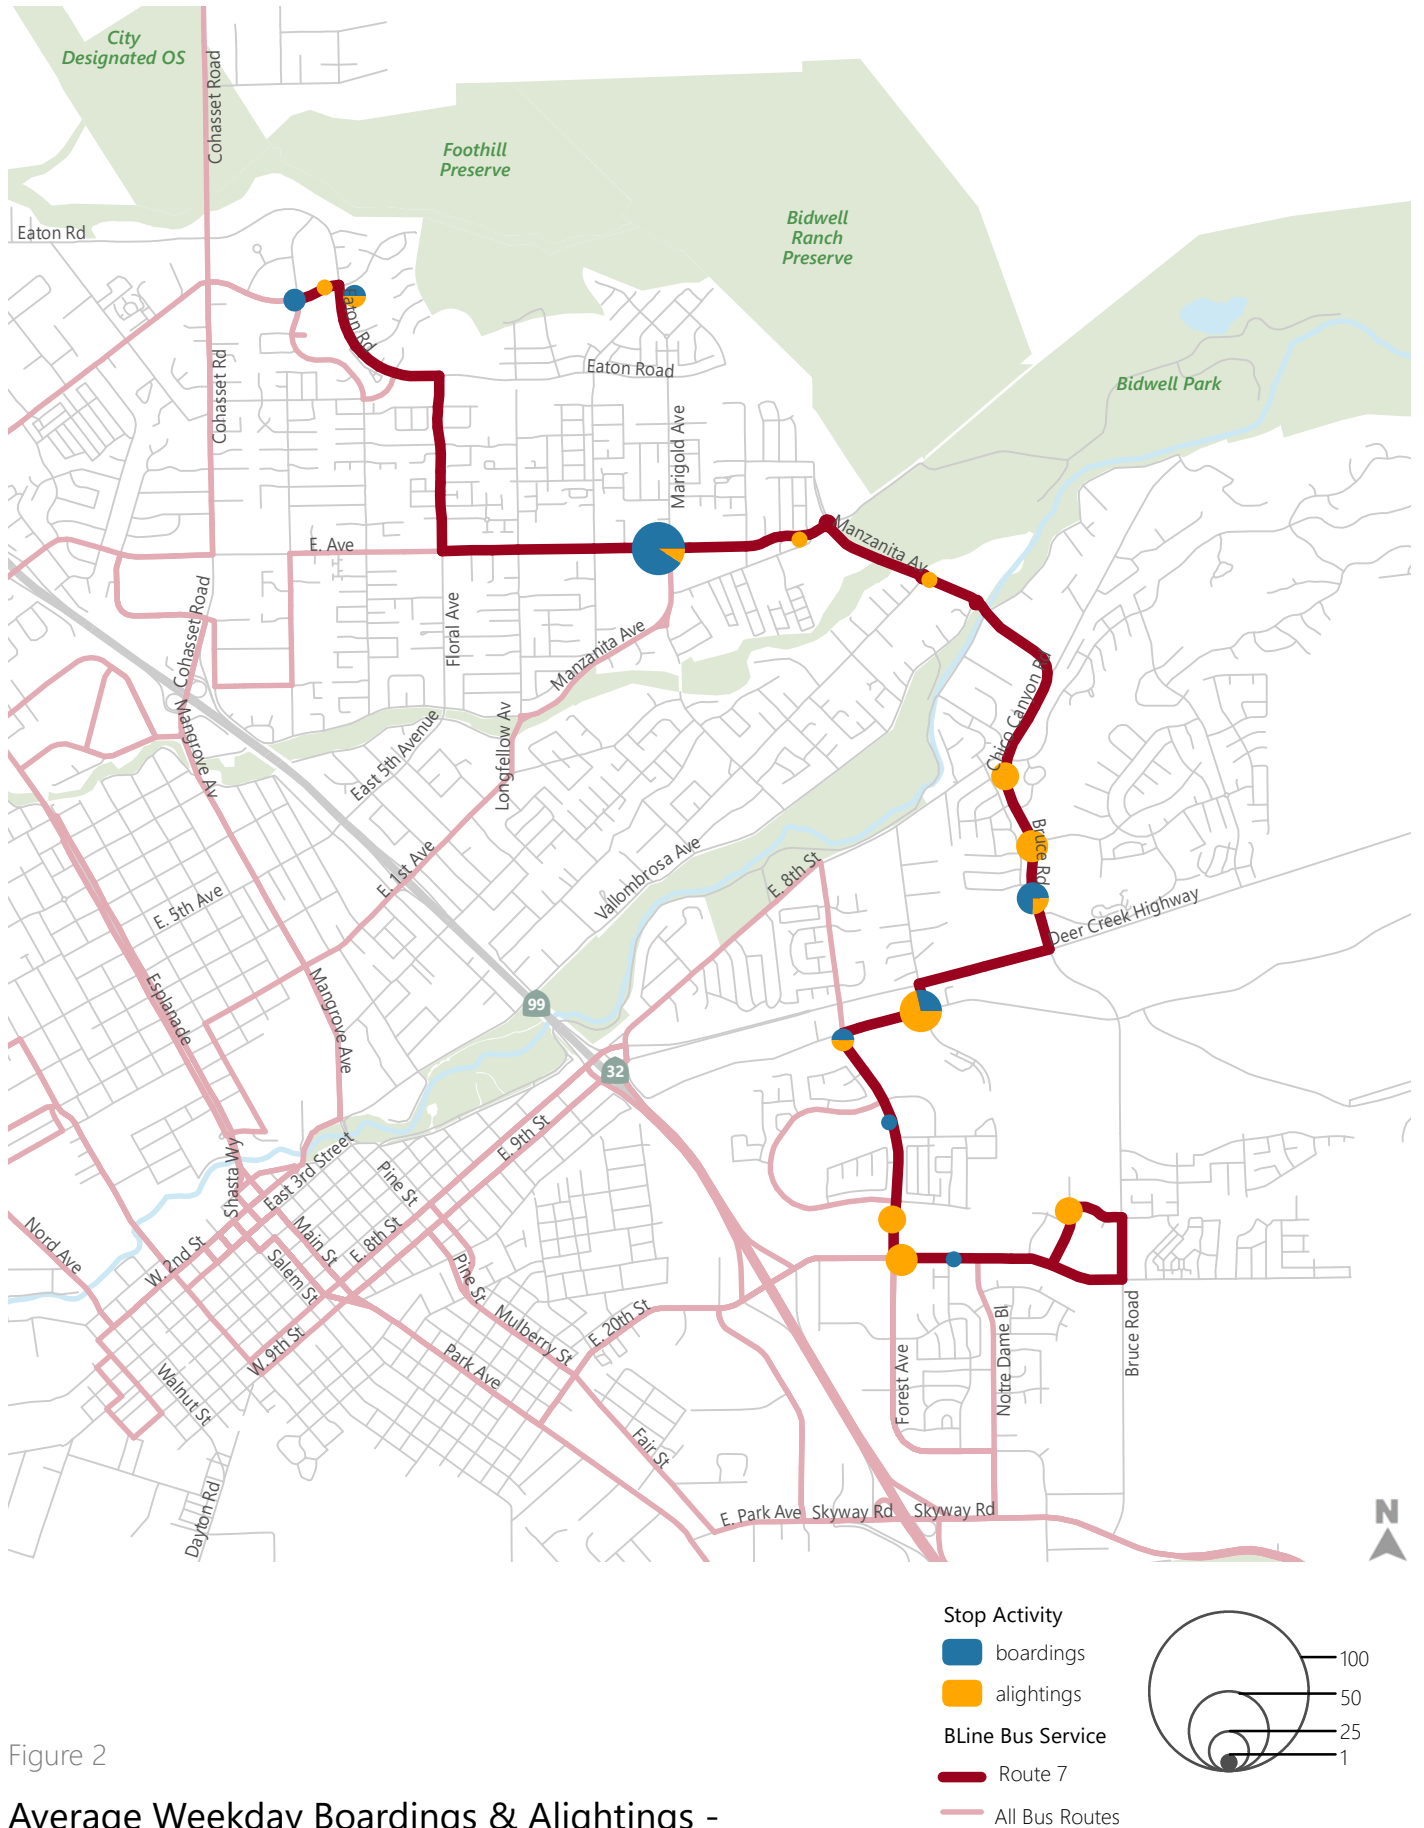 City
Designated OS
Cohasset Road
Foothill
Preserve
Bidwell
Ranch
Preserve
Eaton Rd
Eaton Rd
Cohasset Rd
Eaton Road
Bidwell Park
Marigold Ave
Manzanita Av
E. Ave
Cohasset Road
Floral Ave
Manzanita Ave
Chico Canyon Rd
Mangrove Av
East 5th Avenue
Longfellow Av
Bruce Rd
E. 1st Ave
Vallombrosa Ave
E. 8th St
E. 5th Ave
Deer Creek Highway
Esplanade
Mangrove Ave
99
32
E. 9th St
Shasta Wy
East 3rd Street
Pine St
Nord Ave
W. 2nd St
Main St
E. 8th St
Salem St
Pine St
Mulberry St
E. 20th St
W. 9th St
Park Ave
Walnut St
Forest Ave
Notre Dame Bl
Bruce Road
Fair St
Dayton Rd
E. Park Ave
Skyway Rd
Skyway Rd
N
Stop Activity
boardings
alightings
BLine Bus Service
Route 7
All Bus Routes
100
50
25
1
Figure 2
Average Weekday Boardings & Alightings -